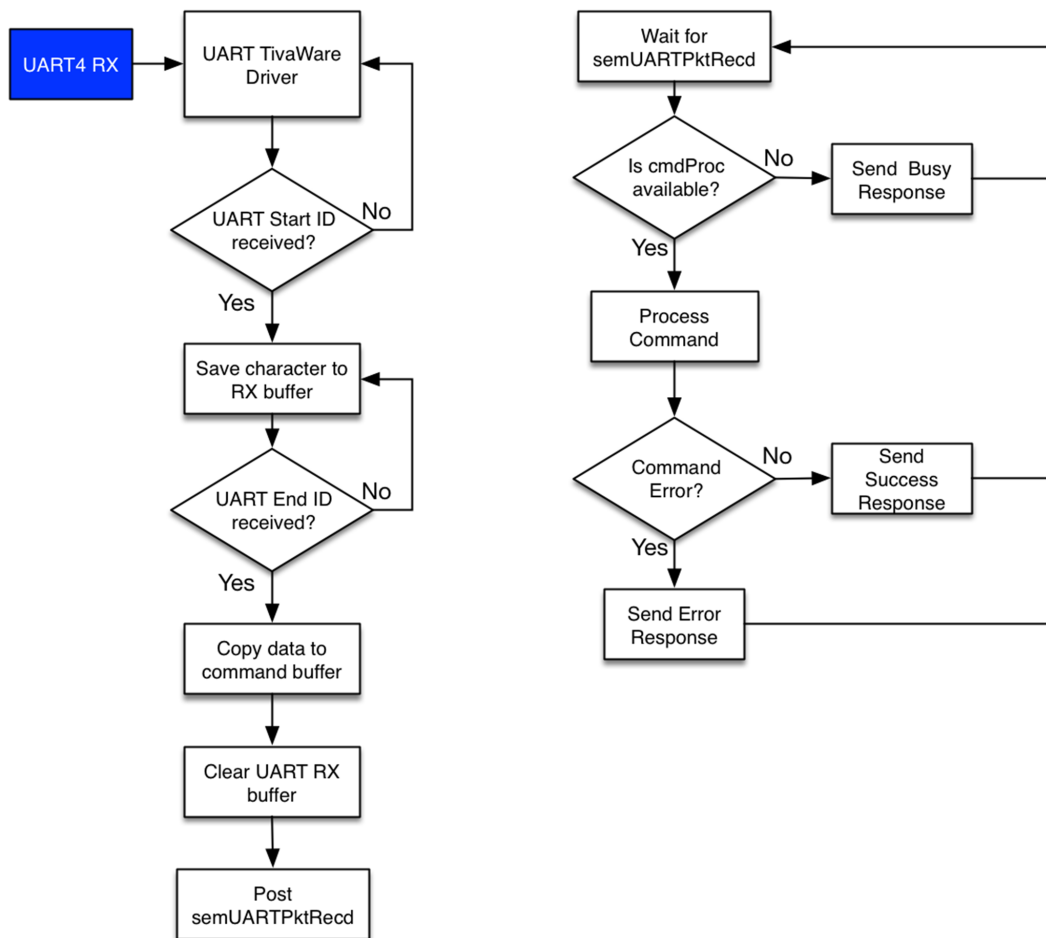 UART4 RX
UART TivaWare
Driver
UART Start ID
received?
No
Yes
Save character to
RX buffer
UART End ID
received?
No
Yes
Copy data to
command buffer
Clear UART RX
buffer
Post
semUARTPktRecd
Wait for
semUARTPktRecd
Is cmdProc
available?
No
Send Busy
Response
Yes
Process
Command
Command
Error?
No
Send
Success
Response
Yes
Send Error
Response